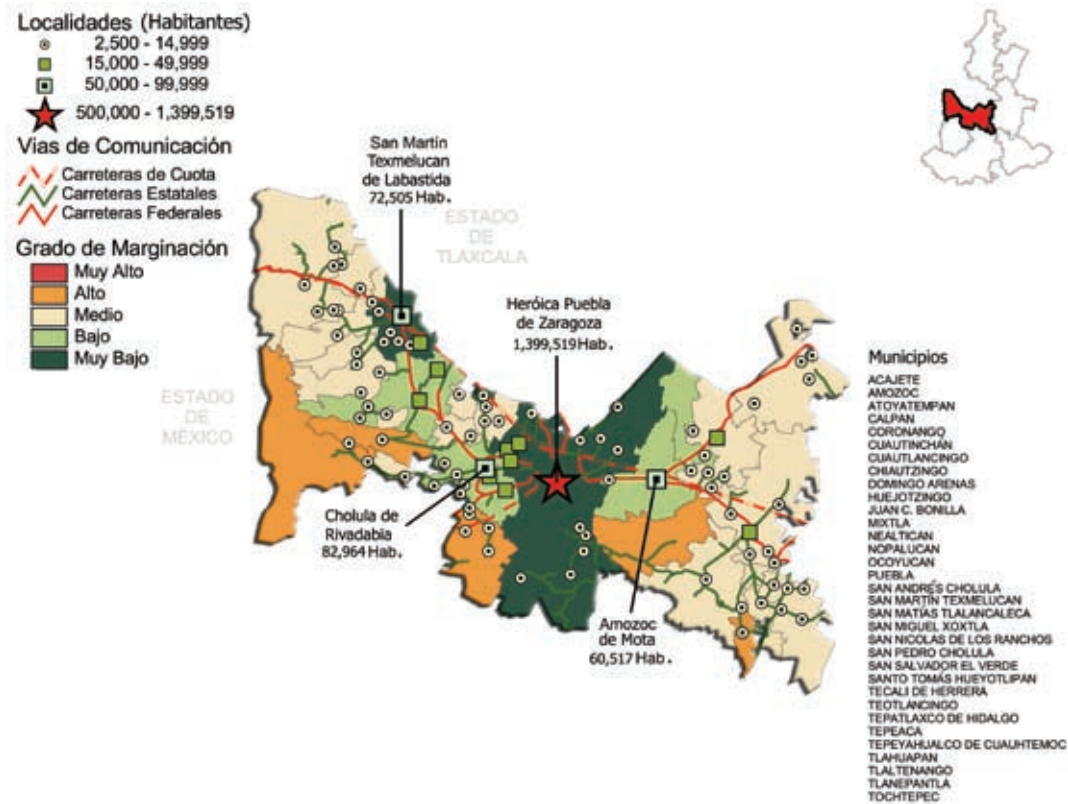 Localidades (Habitantes)
2,500 - 14,999
15,000 - 49,999
50,000 - 99,999
500,000 - 1,399,519
Vias de Comunicación
Carreteras de Cuota
Carreteras Estatales
Carreteras Federales
Grado de Marginación
Muy Alto
Alto
Medio
Bajo
Muy Bajo
San Martín
Texmelucan
de Labastida
72,505 Hab.
ESTADO
DE
TLAXCALA
Heróica Puebla
de Zaragoza
1,399,519 Hab.
ESTADO
DE
MÉXICO
Cholula de
Rivadabia
82,964 Hab.
Amozoc
de Mota
60,517 Hab.
Municipios
ACAJETE
AMOZOC
ATOYATEMPAN
CALPAN
CORONANGO
CUAUTINCHÁN
CUAUTLANCINGO
CHIAUTZINGO
DOMINGO ARENAS
HUEJOTZINGO
JUAN C. BONILLA
MIXTLA
NEALTICAN
NOPALUCAN
OCOYUCAN
PUEBLA
SAN ANDRÉS CHOLULA
SAN MARTÍN TEXMELUCAN
SAN MATÍAS TLALANCALECA
SAN MIGUEL XOXTLA
SAN NICOLAS DE LOS RANCHOS
SAN PEDRO CHOLULA
SAN SALVADOR EL VERDE
SANTO TOMÁS HUEYOTLIPAN
TECALI DE HERRERA
TEOTLANCINGO
TEPATLAXCO DE HIDALGO
TEPEACA
TEPEYAHUALCO DE CUAUHTEMOC
TLAHUAPAN
TLALTENANGO
TLANEPANTLA
TOCHTEPEC